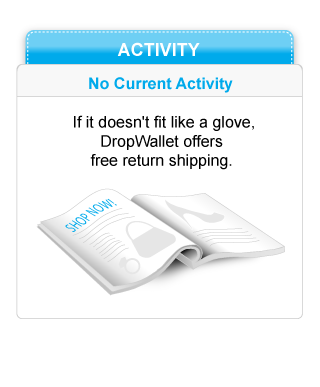 ACTIVITY
No Current Activity
If it doesn't fit like a glove,
DropWallet offers
free return shipping.
SHOP NOW!